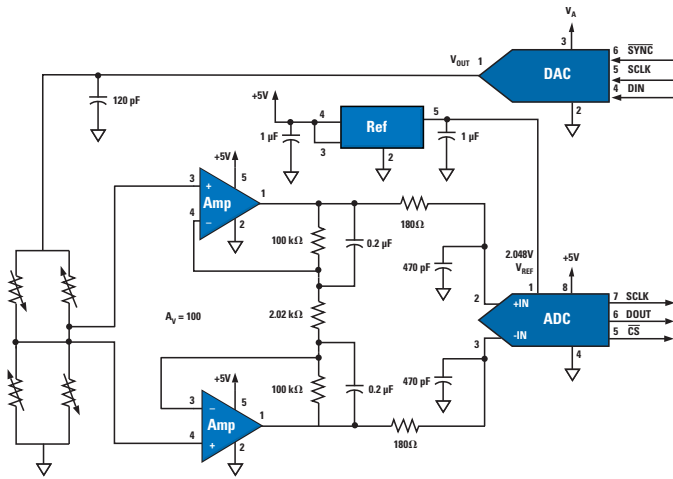 V_A
3
V_OUT 1
DAC
6 SYNC
5 SCLK
4 DIN
2
120 pF
+5V
4
Ref
5
3
2
1 µF
1 µF
+5V
5
3
+
Amp
1
4
–
2
100 kΩ
0.2 µF
180Ω
470 pF
2.048V
V_REF
+5V
1
8
2
+IN
ADC
-IN
3
7 SCLK
6 DOUT
5 CS
4
A_V = 100
2.02 kΩ
100 kΩ
0.2 µF
470 pF
+5V
5
3
–
Amp
1
4
+
2
180Ω